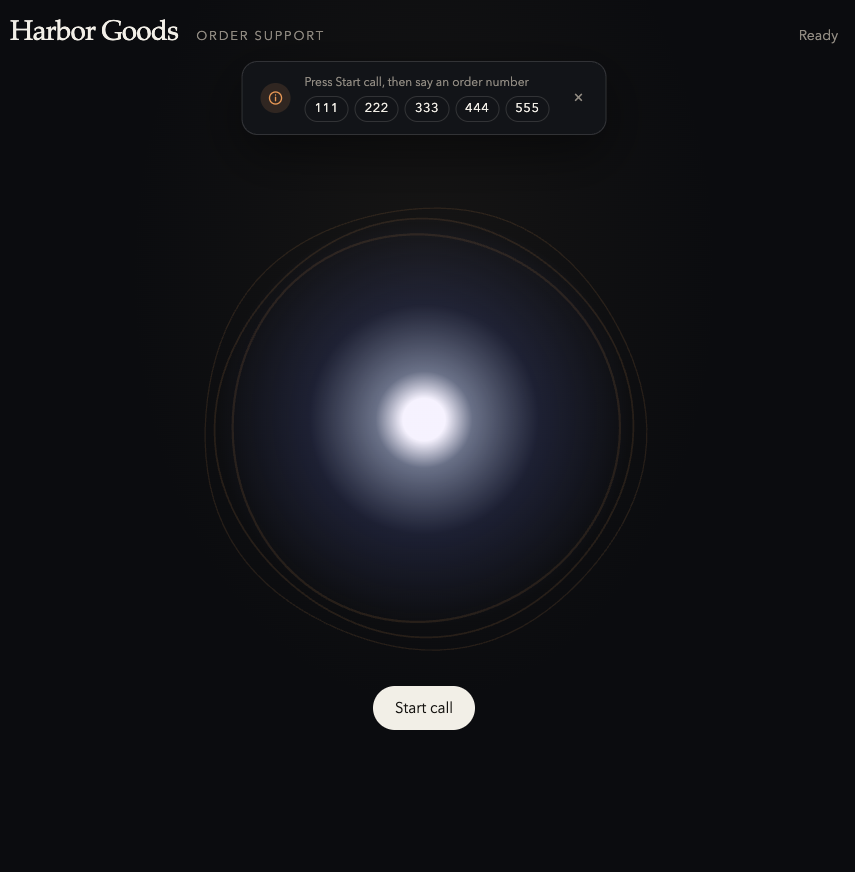 Harbor Goods ORDER SUPPORT Ready
Press Start call, then say an order number
111 222 333 444 555
Start call